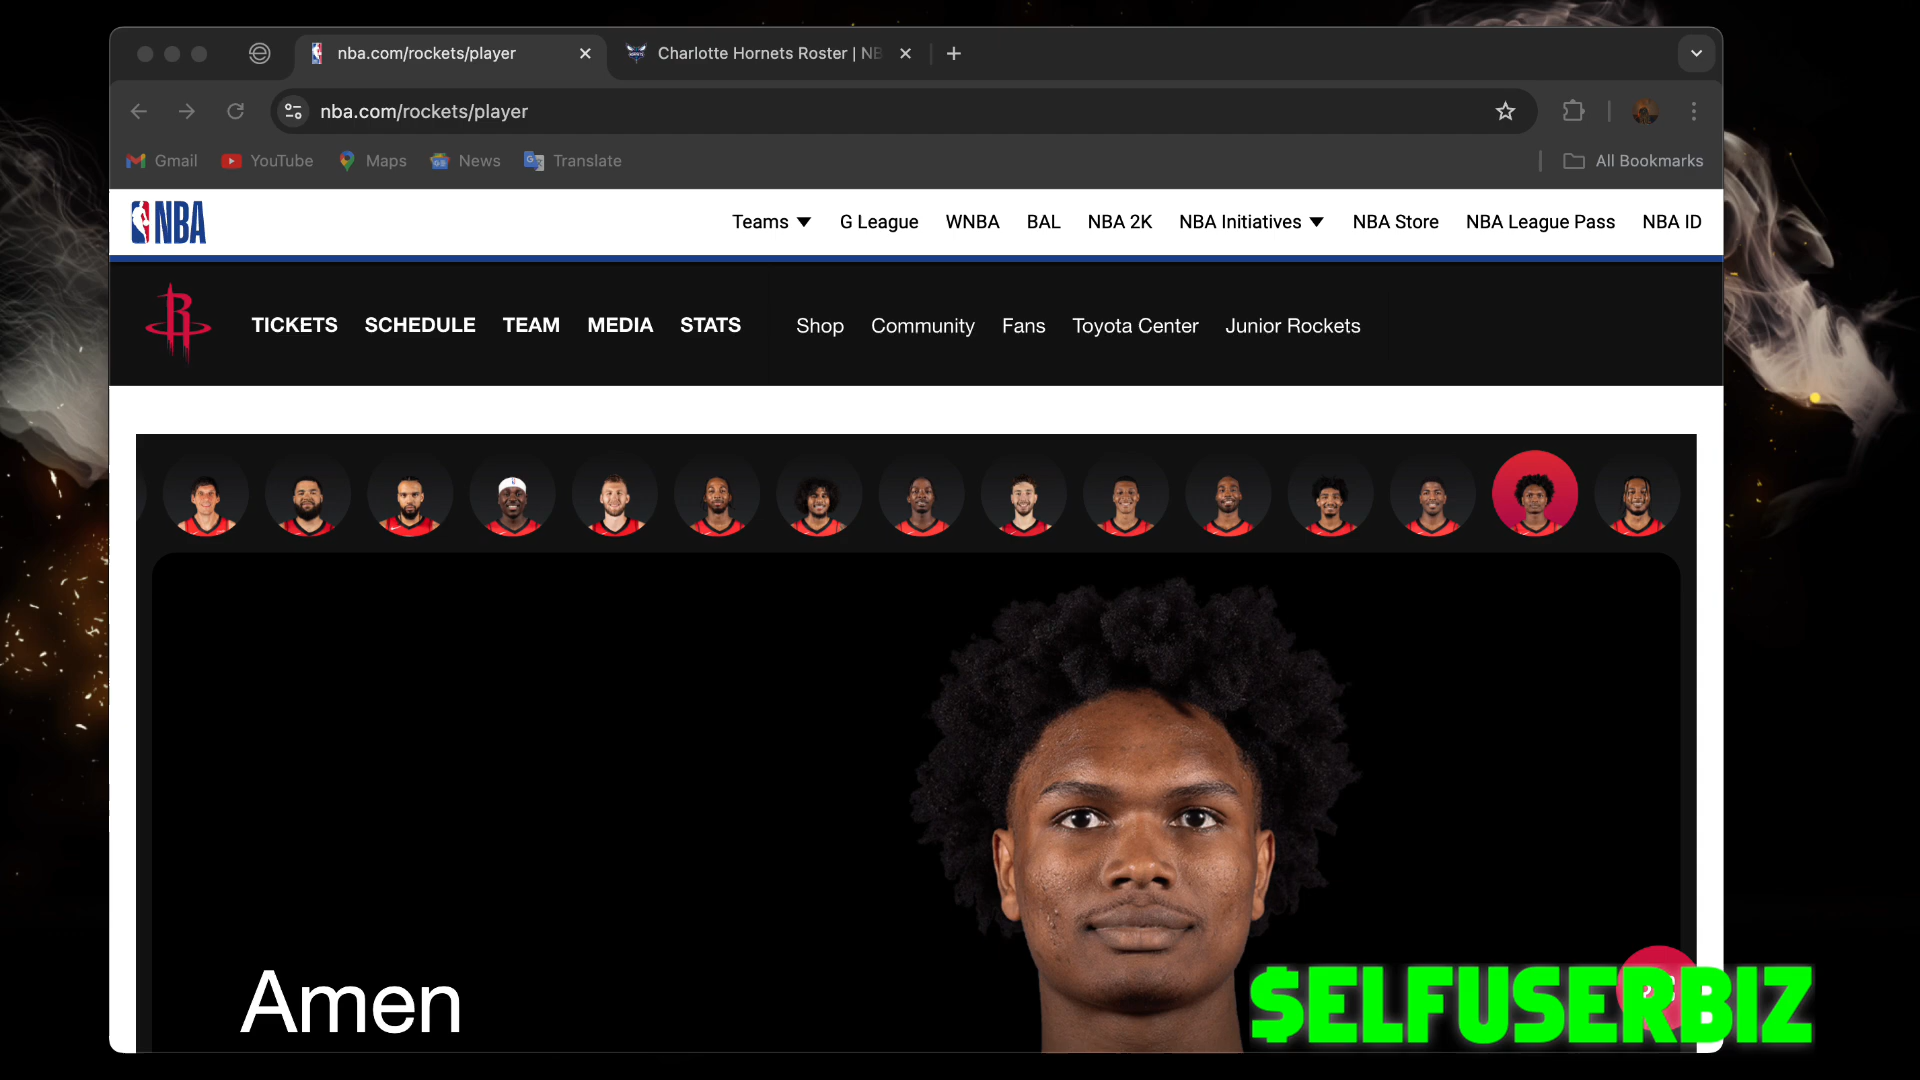 nba.com/rockets/player
Charlotte Hornets Roster | NB
nba.com/rockets/player
Gmail YouTube Maps News Translate All Bookmarks
NBA Teams G League WNBA BAL NBA 2K NBA Initiatives NBA Store NBA League Pass NBA ID
TICKETS SCHEDULE TEAM MEDIA STATS Shop Community Fans Toyota Center Junior Rockets
Amen
$ELFUSERBIZ